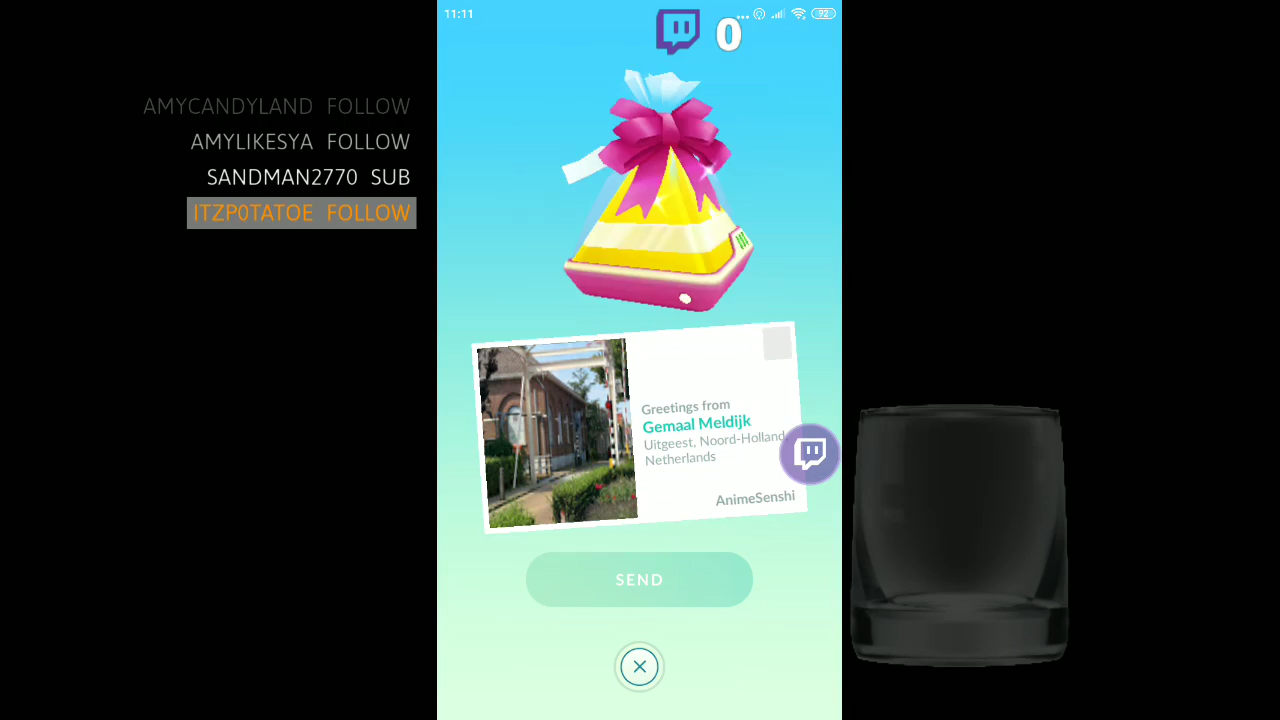 11:11
92
0
AMYCANDYLAND FOLLOW
AMYLIKESYA FOLLOW
SANDMAN2770 SUB
ITZP0TATOE FOLLOW
Greetings from
Gemaal Meldijk
Uitgeest, Noord-Holland,
Netherlands
AnimeSenshi
SEND